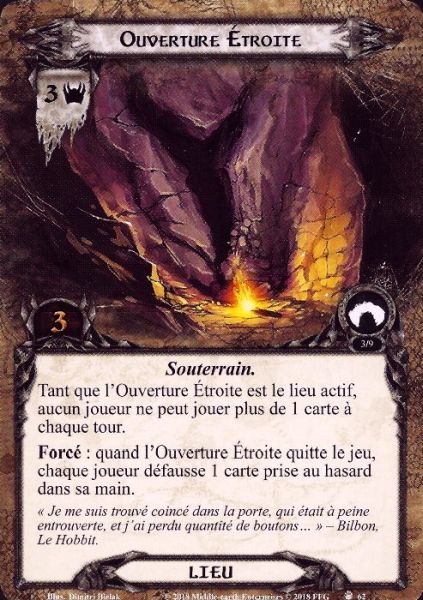 Ouverture Étroite
3
3
3/9
Souterrain.
Tant que l'Ouverture Étroite est le lieu actif,
aucun joueur ne peut jouer plus de 1 carte à
chaque tour.
Forcé : quand l'Ouverture Étroite quitte le jeu,
chaque joueur défausse 1 carte prise au hasard
dans sa main.
« Je me suis trouvé coincé dans la porte, qui était à peine
entrouverte, et j'ai perdu quantité de boutons… » – Bilbon,
Le Hobbit.
LIEU
Illus. Dimitri Bielak © 2018 Middle-earth Enterprises © 2018 FFG 62